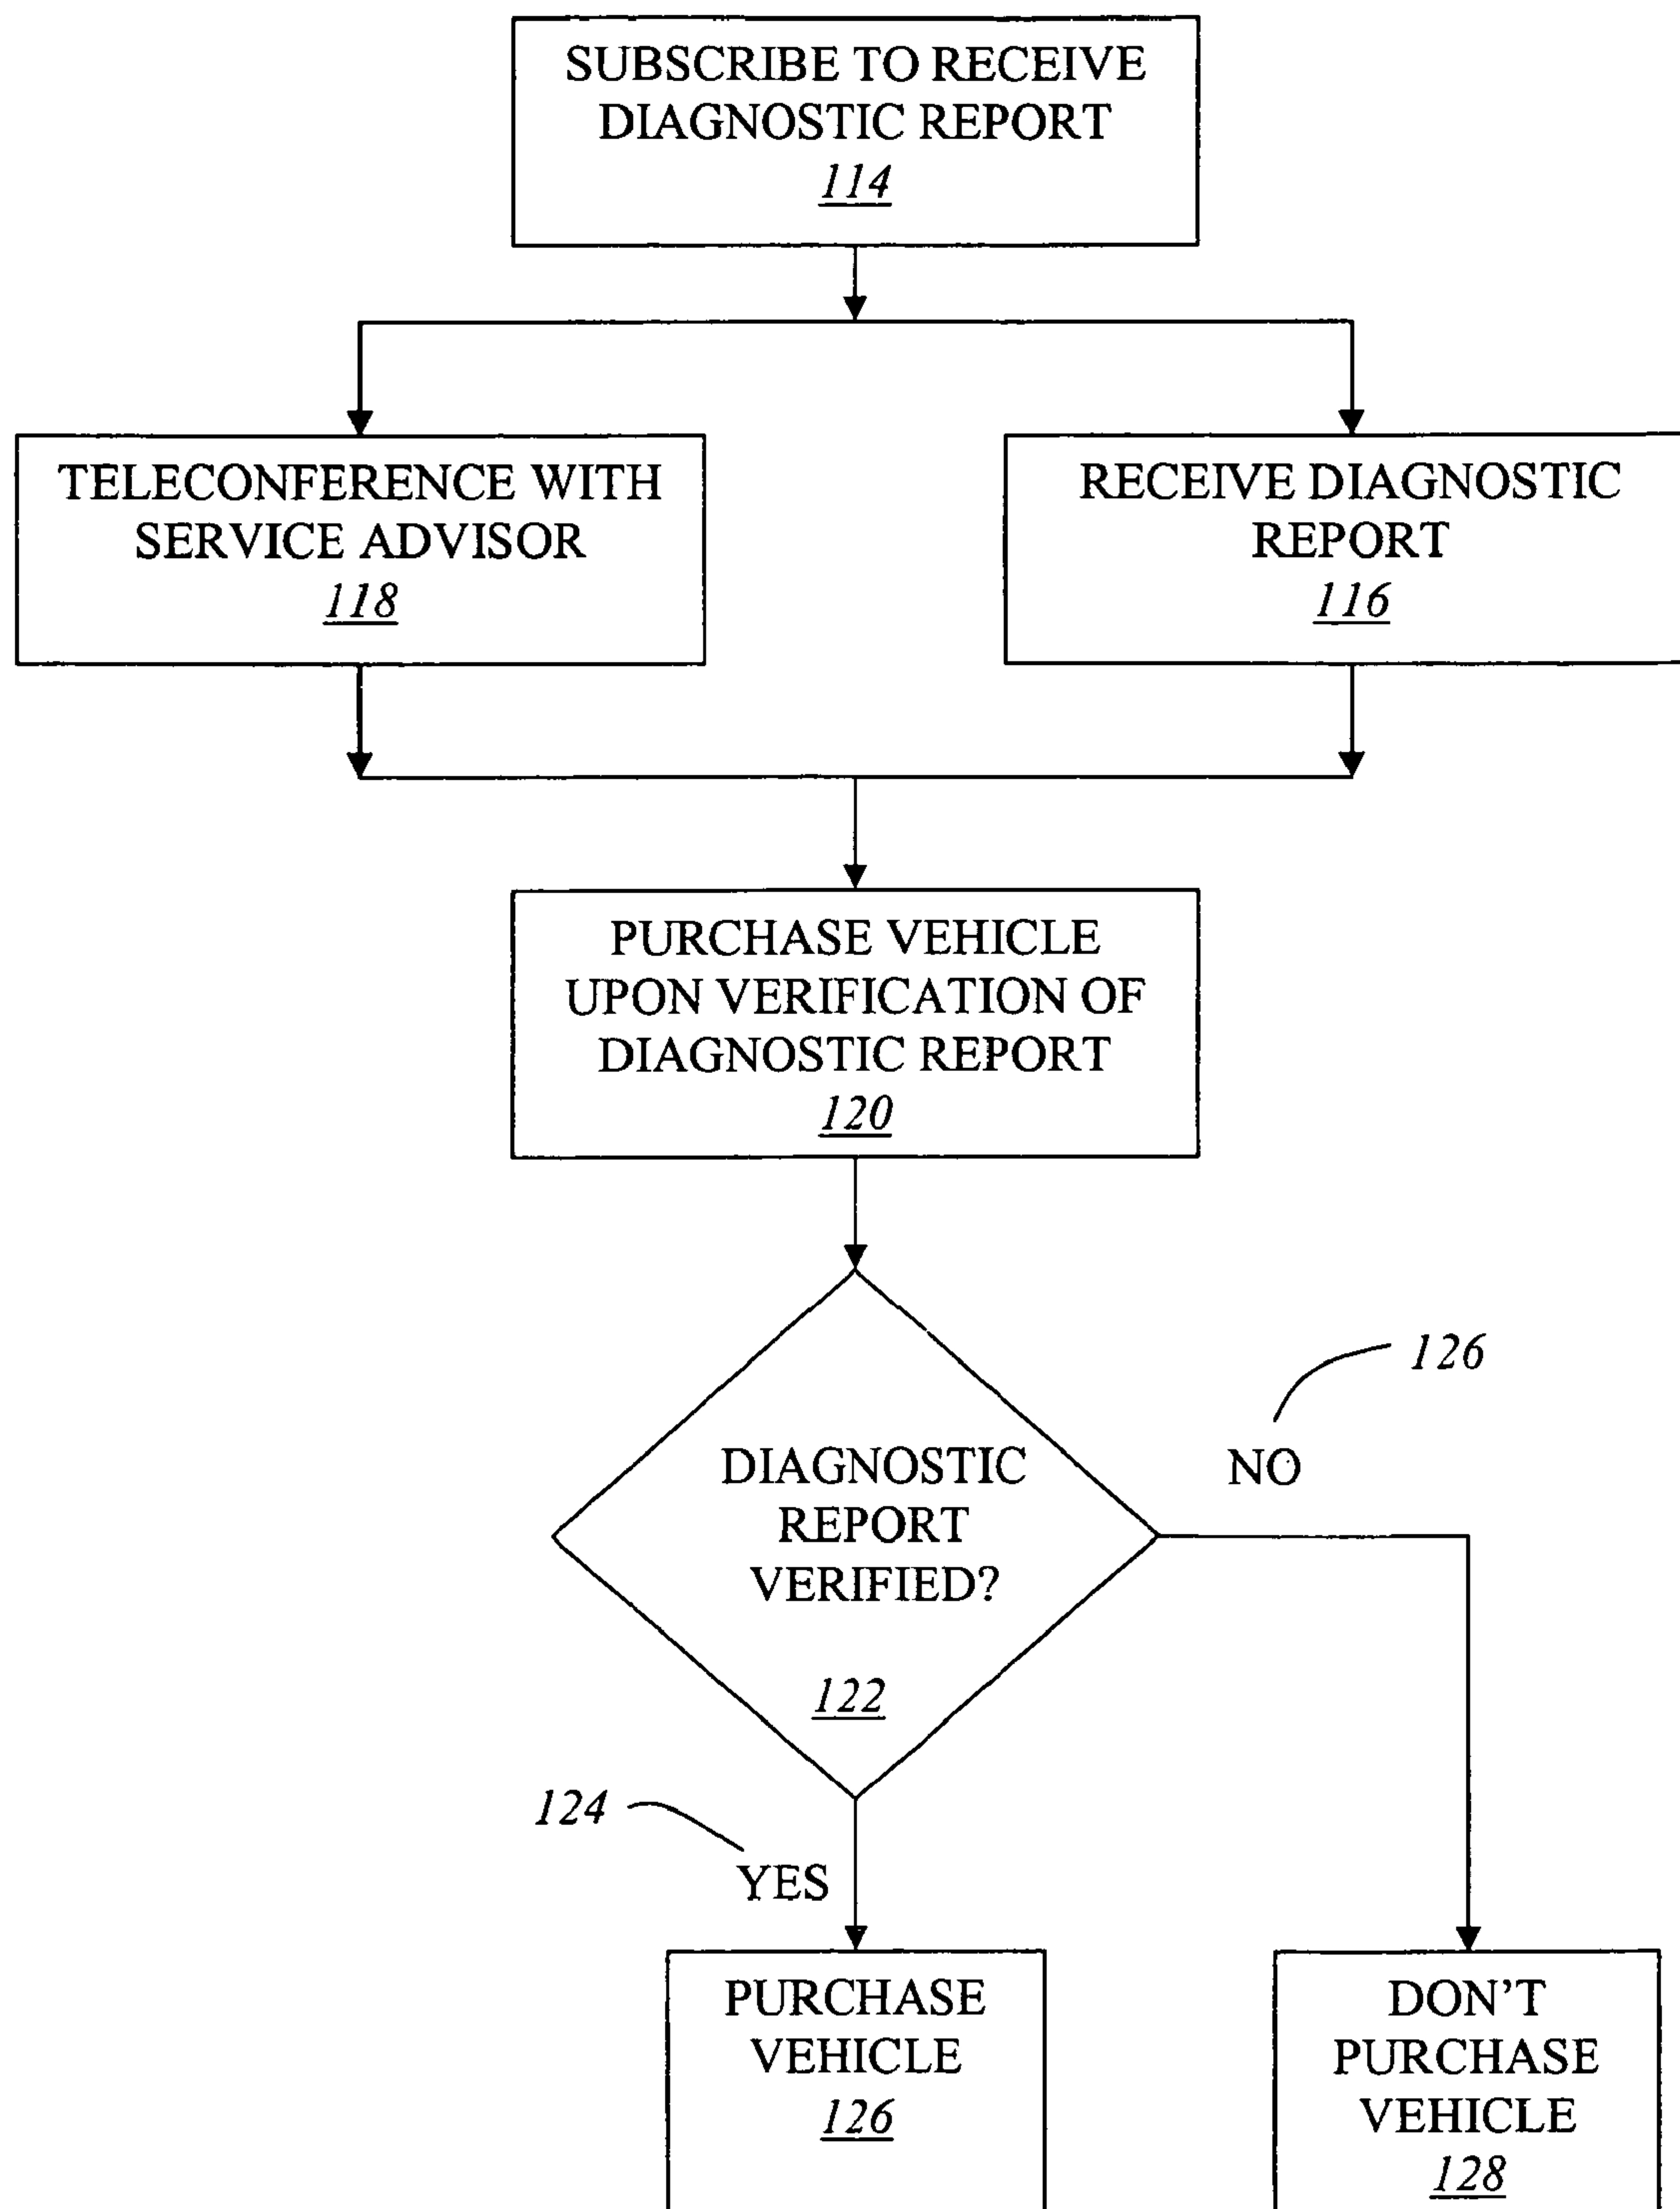 SUBSCRIBE TO RECEIVE
DIAGNOSTIC REPORT
114
TELECONFERENCE WITH
SERVICE ADVISOR
118
RECEIVE DIAGNOSTIC
REPORT
116
PURCHASE VEHICLE
UPON VERIFICATION OF
DIAGNOSTIC REPORT
120
126
NO
DIAGNOSTIC
REPORT
VERIFIED?
122
124
YES
PURCHASE
VEHICLE
126
DON'T
PURCHASE
VEHICLE
128